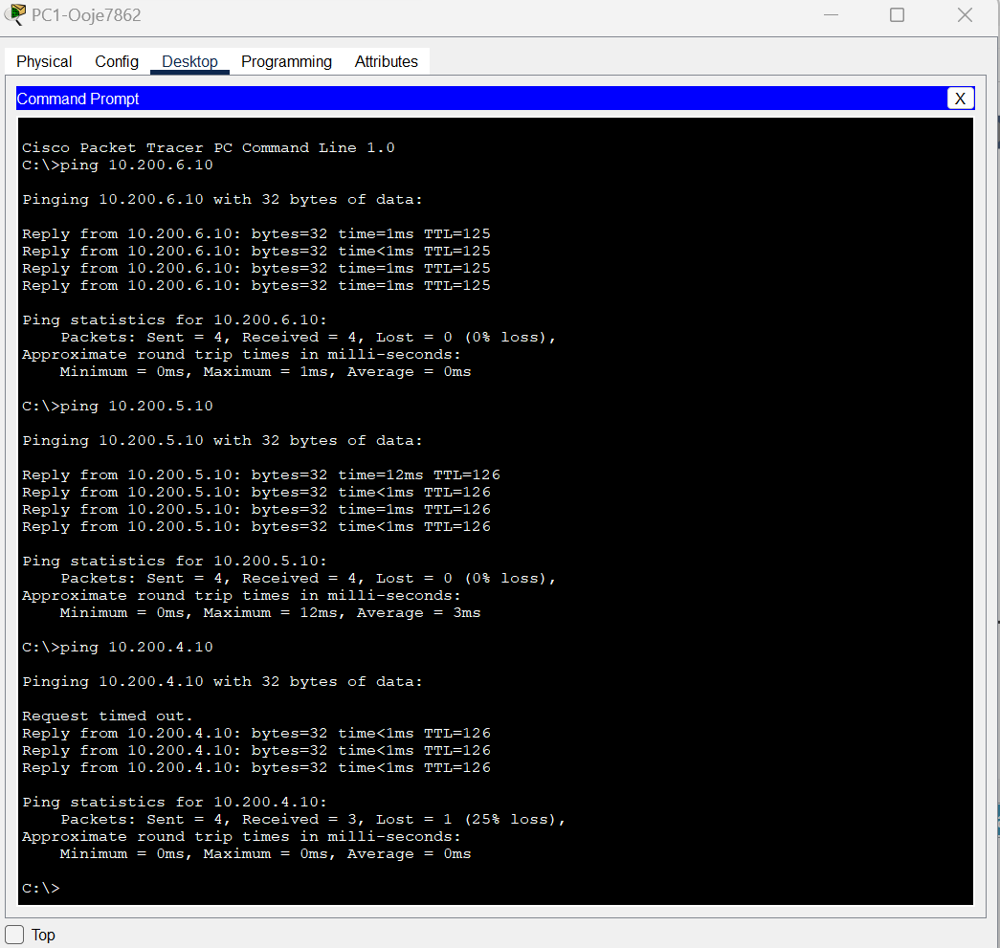 PC1-Ooje7862
Physical Config Desktop Programming Attributes
Command Prompt X
Cisco Packet Tracer PC Command Line 1.0
C:\>ping 10.200.6.10
Pinging 10.200.6.10 with 32 bytes of data:
Reply from 10.200.6.10: bytes=32 time=1ms TTL=125
Reply from 10.200.6.10: bytes=32 time<1ms TTL=125
Reply from 10.200.6.10: bytes=32 time=1ms TTL=125
Reply from 10.200.6.10: bytes=32 time=1ms TTL=125
Ping statistics for 10.200.6.10:
    Packets: Sent = 4, Received = 4, Lost = 0 (0% loss),
Approximate round trip times in milli-seconds:
    Minimum = 0ms, Maximum = 1ms, Average = 0ms
C:\>ping 10.200.5.10
Pinging 10.200.5.10 with 32 bytes of data:
Reply from 10.200.5.10: bytes=32 time=12ms TTL=126
Reply from 10.200.5.10: bytes=32 time<1ms TTL=126
Reply from 10.200.5.10: bytes=32 time=1ms TTL=126
Reply from 10.200.5.10: bytes=32 time<1ms TTL=126
Ping statistics for 10.200.5.10:
    Packets: Sent = 4, Received = 4, Lost = 0 (0% loss),
Approximate round trip times in milli-seconds:
    Minimum = 0ms, Maximum = 12ms, Average = 3ms
C:\>ping 10.200.4.10
Pinging 10.200.4.10 with 32 bytes of data:
Request timed out.
Reply from 10.200.4.10: bytes=32 time<1ms TTL=126
Reply from 10.200.4.10: bytes=32 time<1ms TTL=126
Reply from 10.200.4.10: bytes=32 time<1ms TTL=126
Ping statistics for 10.200.4.10:
    Packets: Sent = 4, Received = 3, Lost = 1 (25% loss),
Approximate round trip times in milli-seconds:
    Minimum = 0ms, Maximum = 0ms, Average = 0ms
C:\>
Top